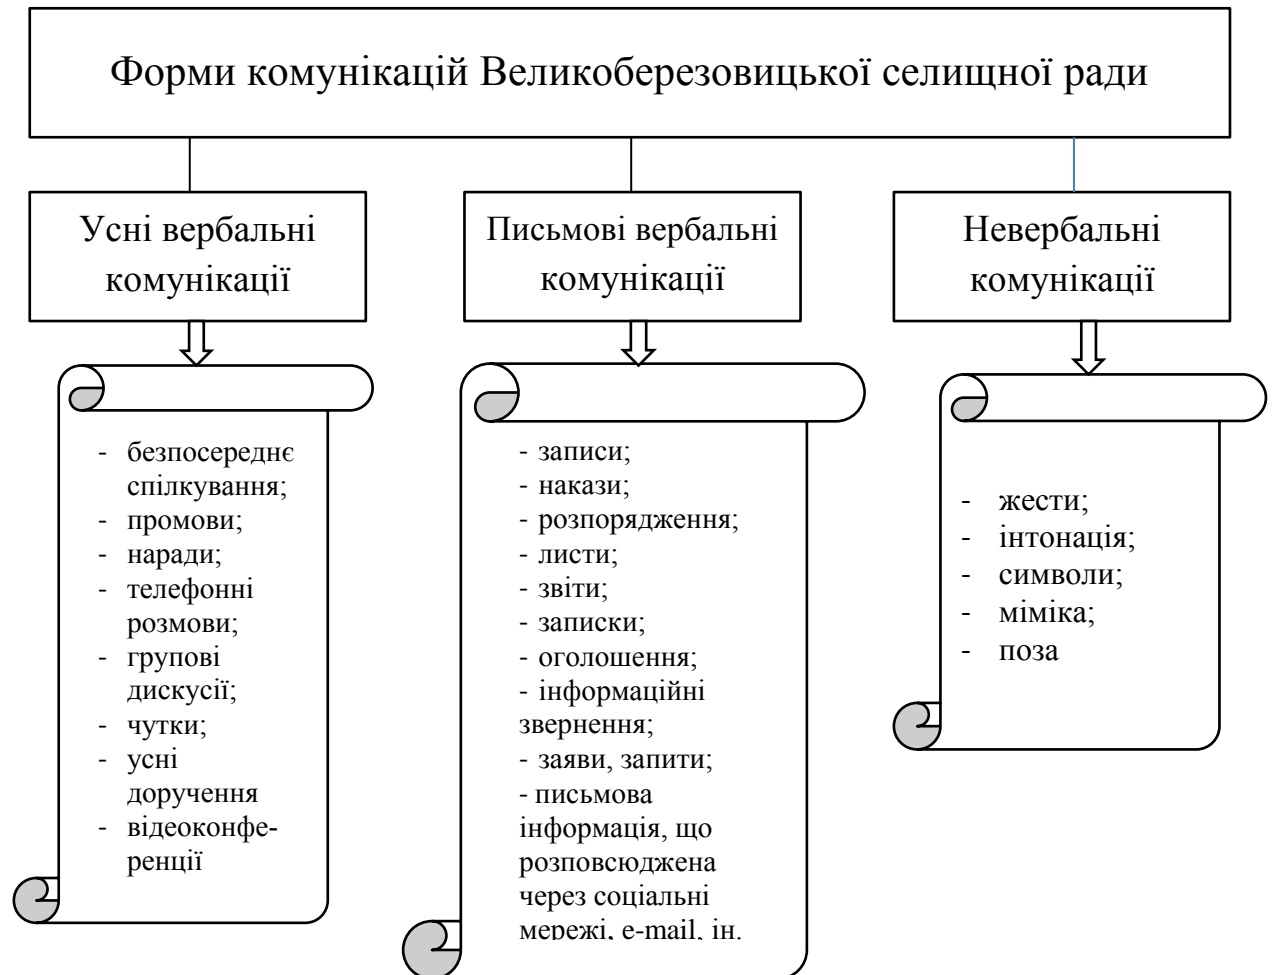 Форми комунікацій Великоберезовицької селищної ради
Усні вербальні
комунікації
Письмові вербальні
комунікації
Невербальні
комунікації
- безпосереднє
спілкування;
- промови;
- наради;
- телефонні
розмови;
- групові
дискусії;
- чутки;
- усні
доручення
- відеоконфе-
ренції
- записи;
- накази;
- розпорядження;
- листи;
- звіти;
- записки;
- оголошення;
- інформаційні
звернення;
- заяви, запити;
- письмова
інформація, що
розповсюджена
через соціальні
мережі, e-mail, ін.
- жести;
- інтонація;
- символи;
- міміка;
- поза